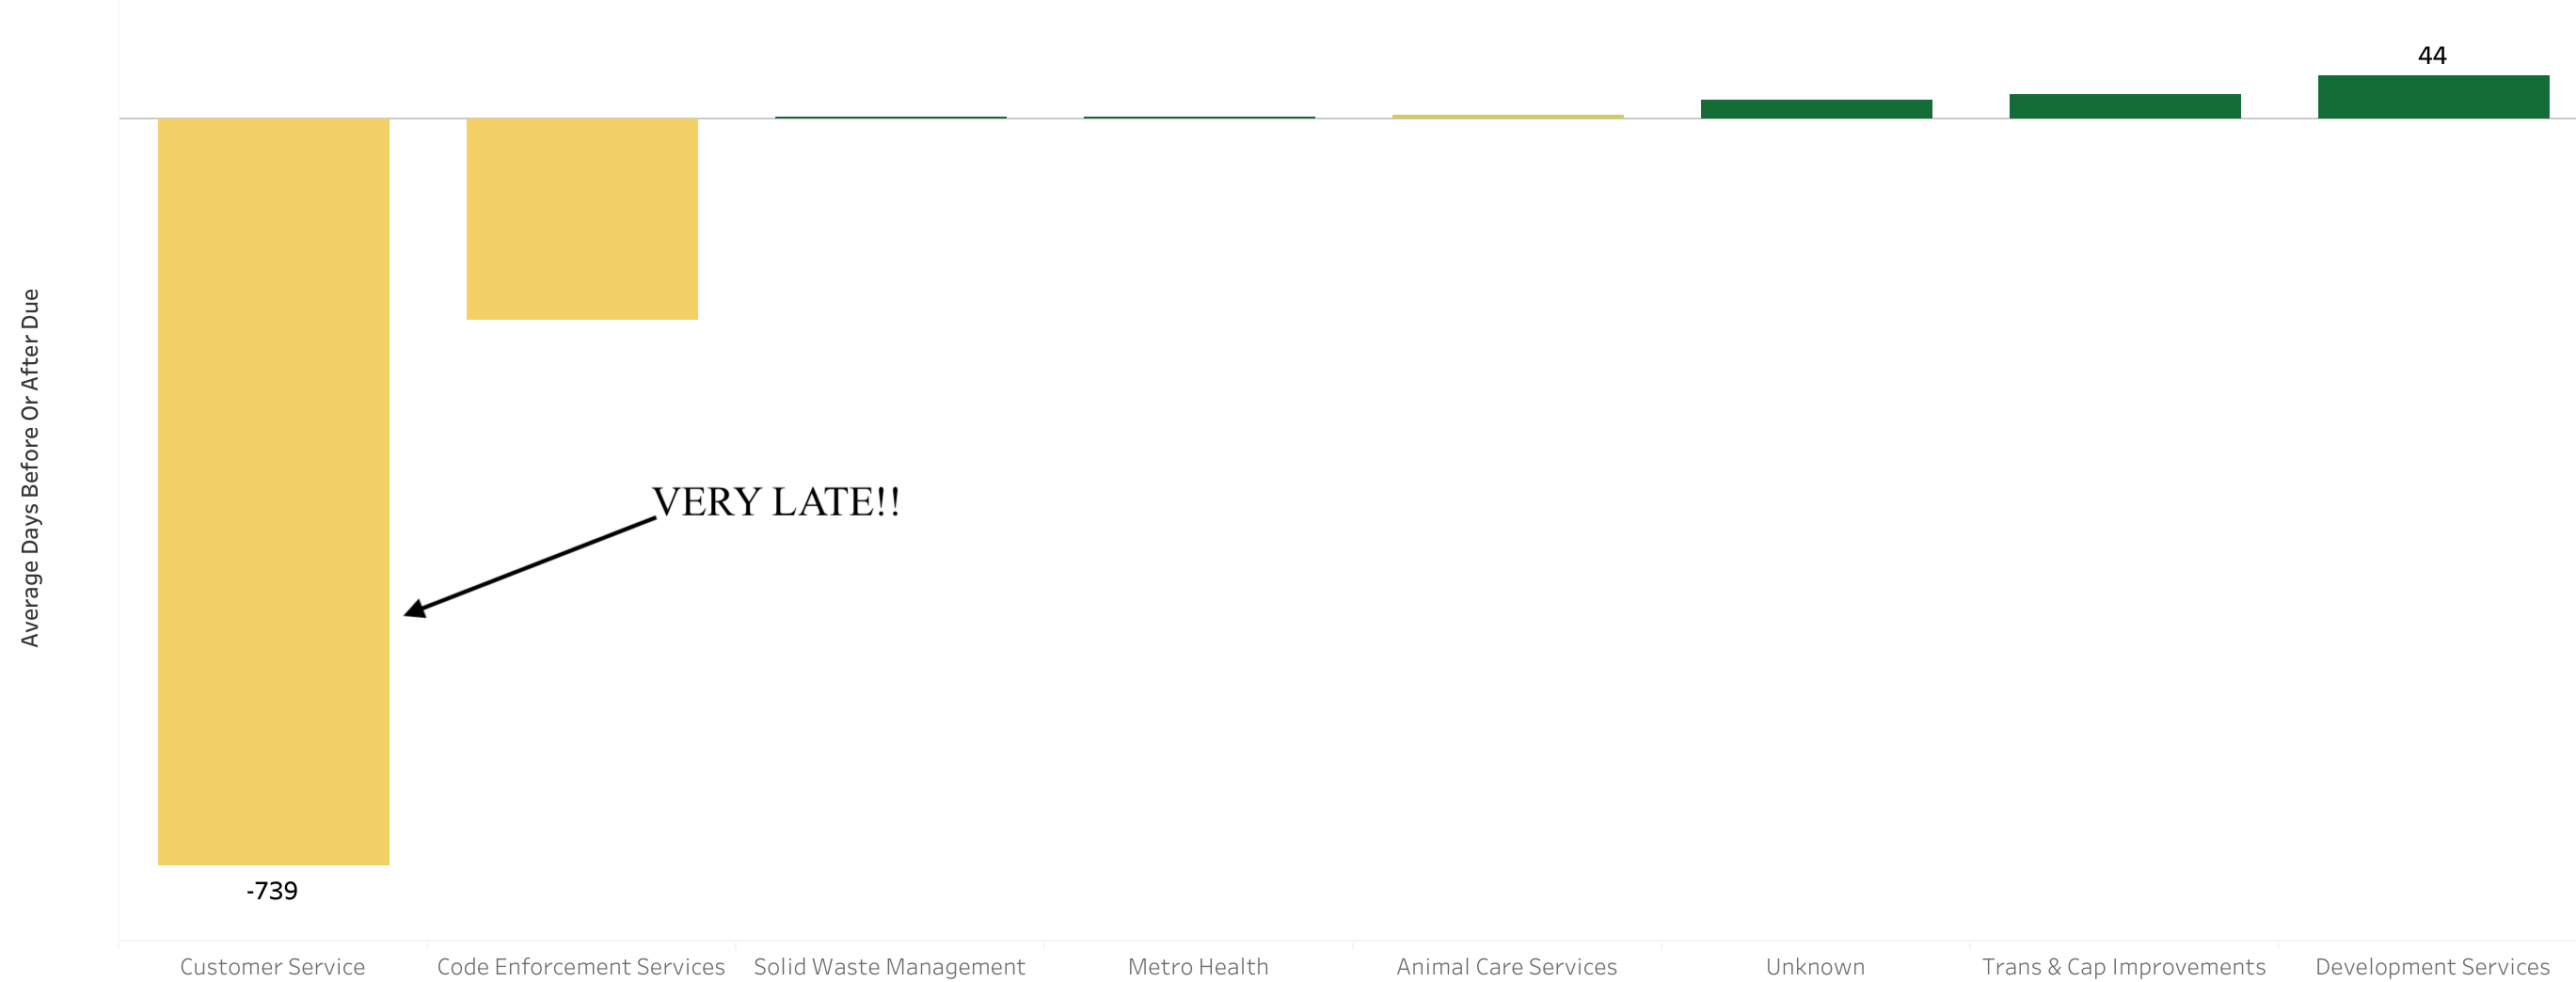 44
Average Days Before Or After Due
VERY LATE!!
-739
Customer Service
Code Enforcement Services
Solid Waste Management
Metro Health
Animal Care Services
Unknown
Trans & Cap Improvements
Development Services